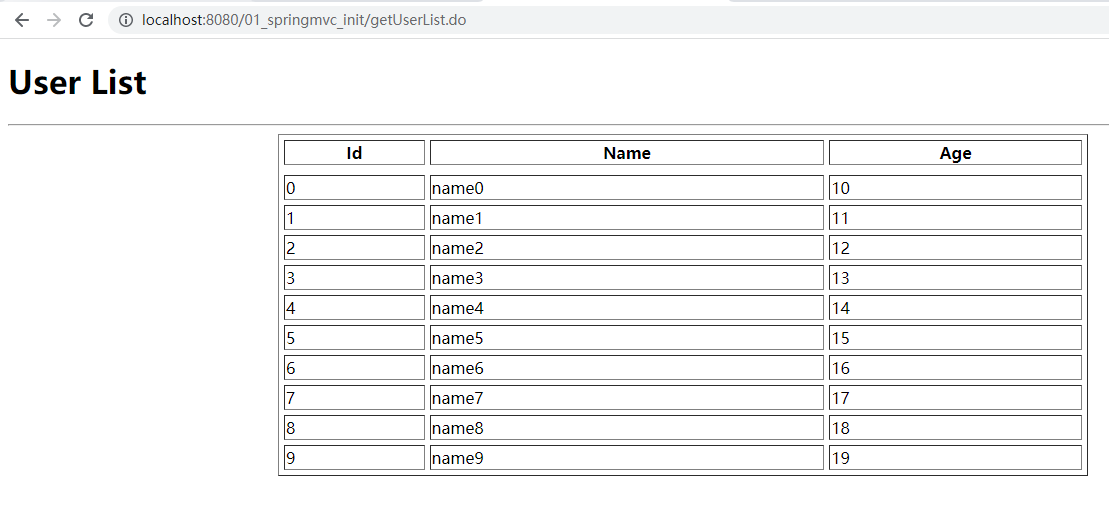 localhost:8080/01_springmvc_init/getUserList.do
User List
Id Name Age
0 name0 10
1 name1 11
2 name2 12
3 name3 13
4 name4 14
5 name5 15
6 name6 16
7 name7 17
8 name8 18
9 name9 19